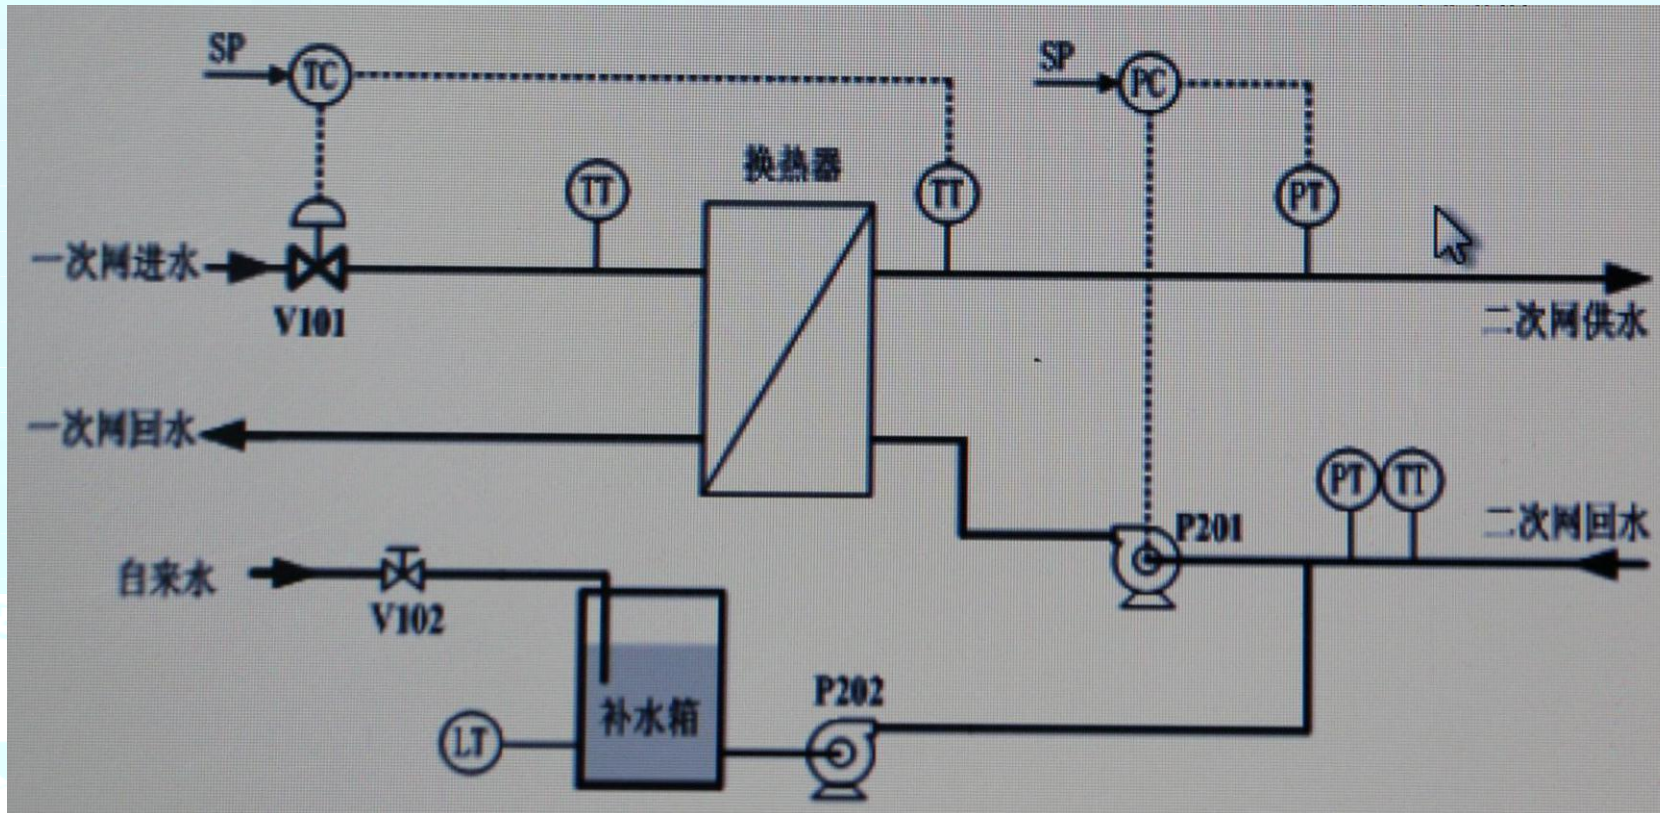 SP
TC
SP
PC
换热器
TT
TT
PT
一次网进水
V101
二次网供水
一次网回水
PT
TT
P201
二次网回水
自来水
V102
P202
补水箱
LT